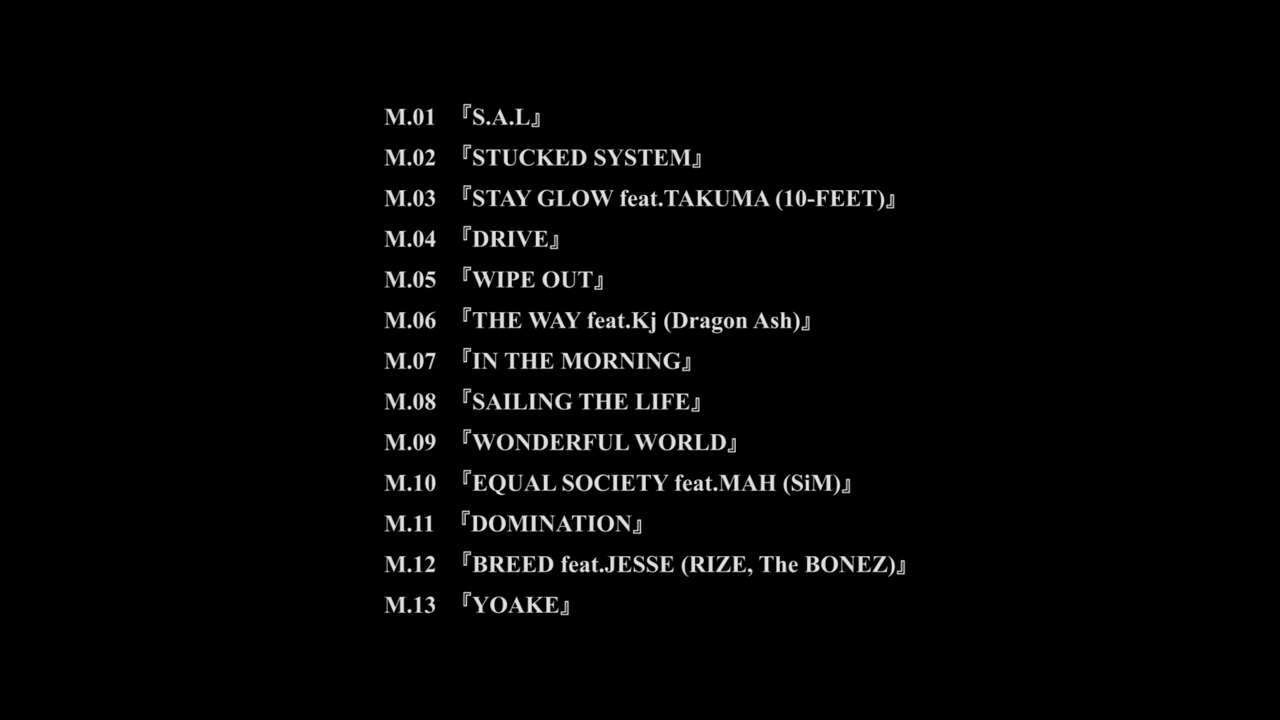 M.01 『S.A.L』
M.02 『STUCKED SYSTEM』
M.03 『STAY GLOW feat.TAKUMA (10-FEET)』
M.04 『DRIVE』
M.05 『WIPE OUT』
M.06 『THE WAY feat.Kj (Dragon Ash)』
M.07 『IN THE MORNING』
M.08 『SAILING THE LIFE』
M.09 『WONDERFUL WORLD』
M.10 『EQUAL SOCIETY feat.MAH (SiM)』
M.11 『DOMINATION』
M.12 『BREED feat.JESSE (RIZE, The BONEZ)』
M.13 『YOAKE』